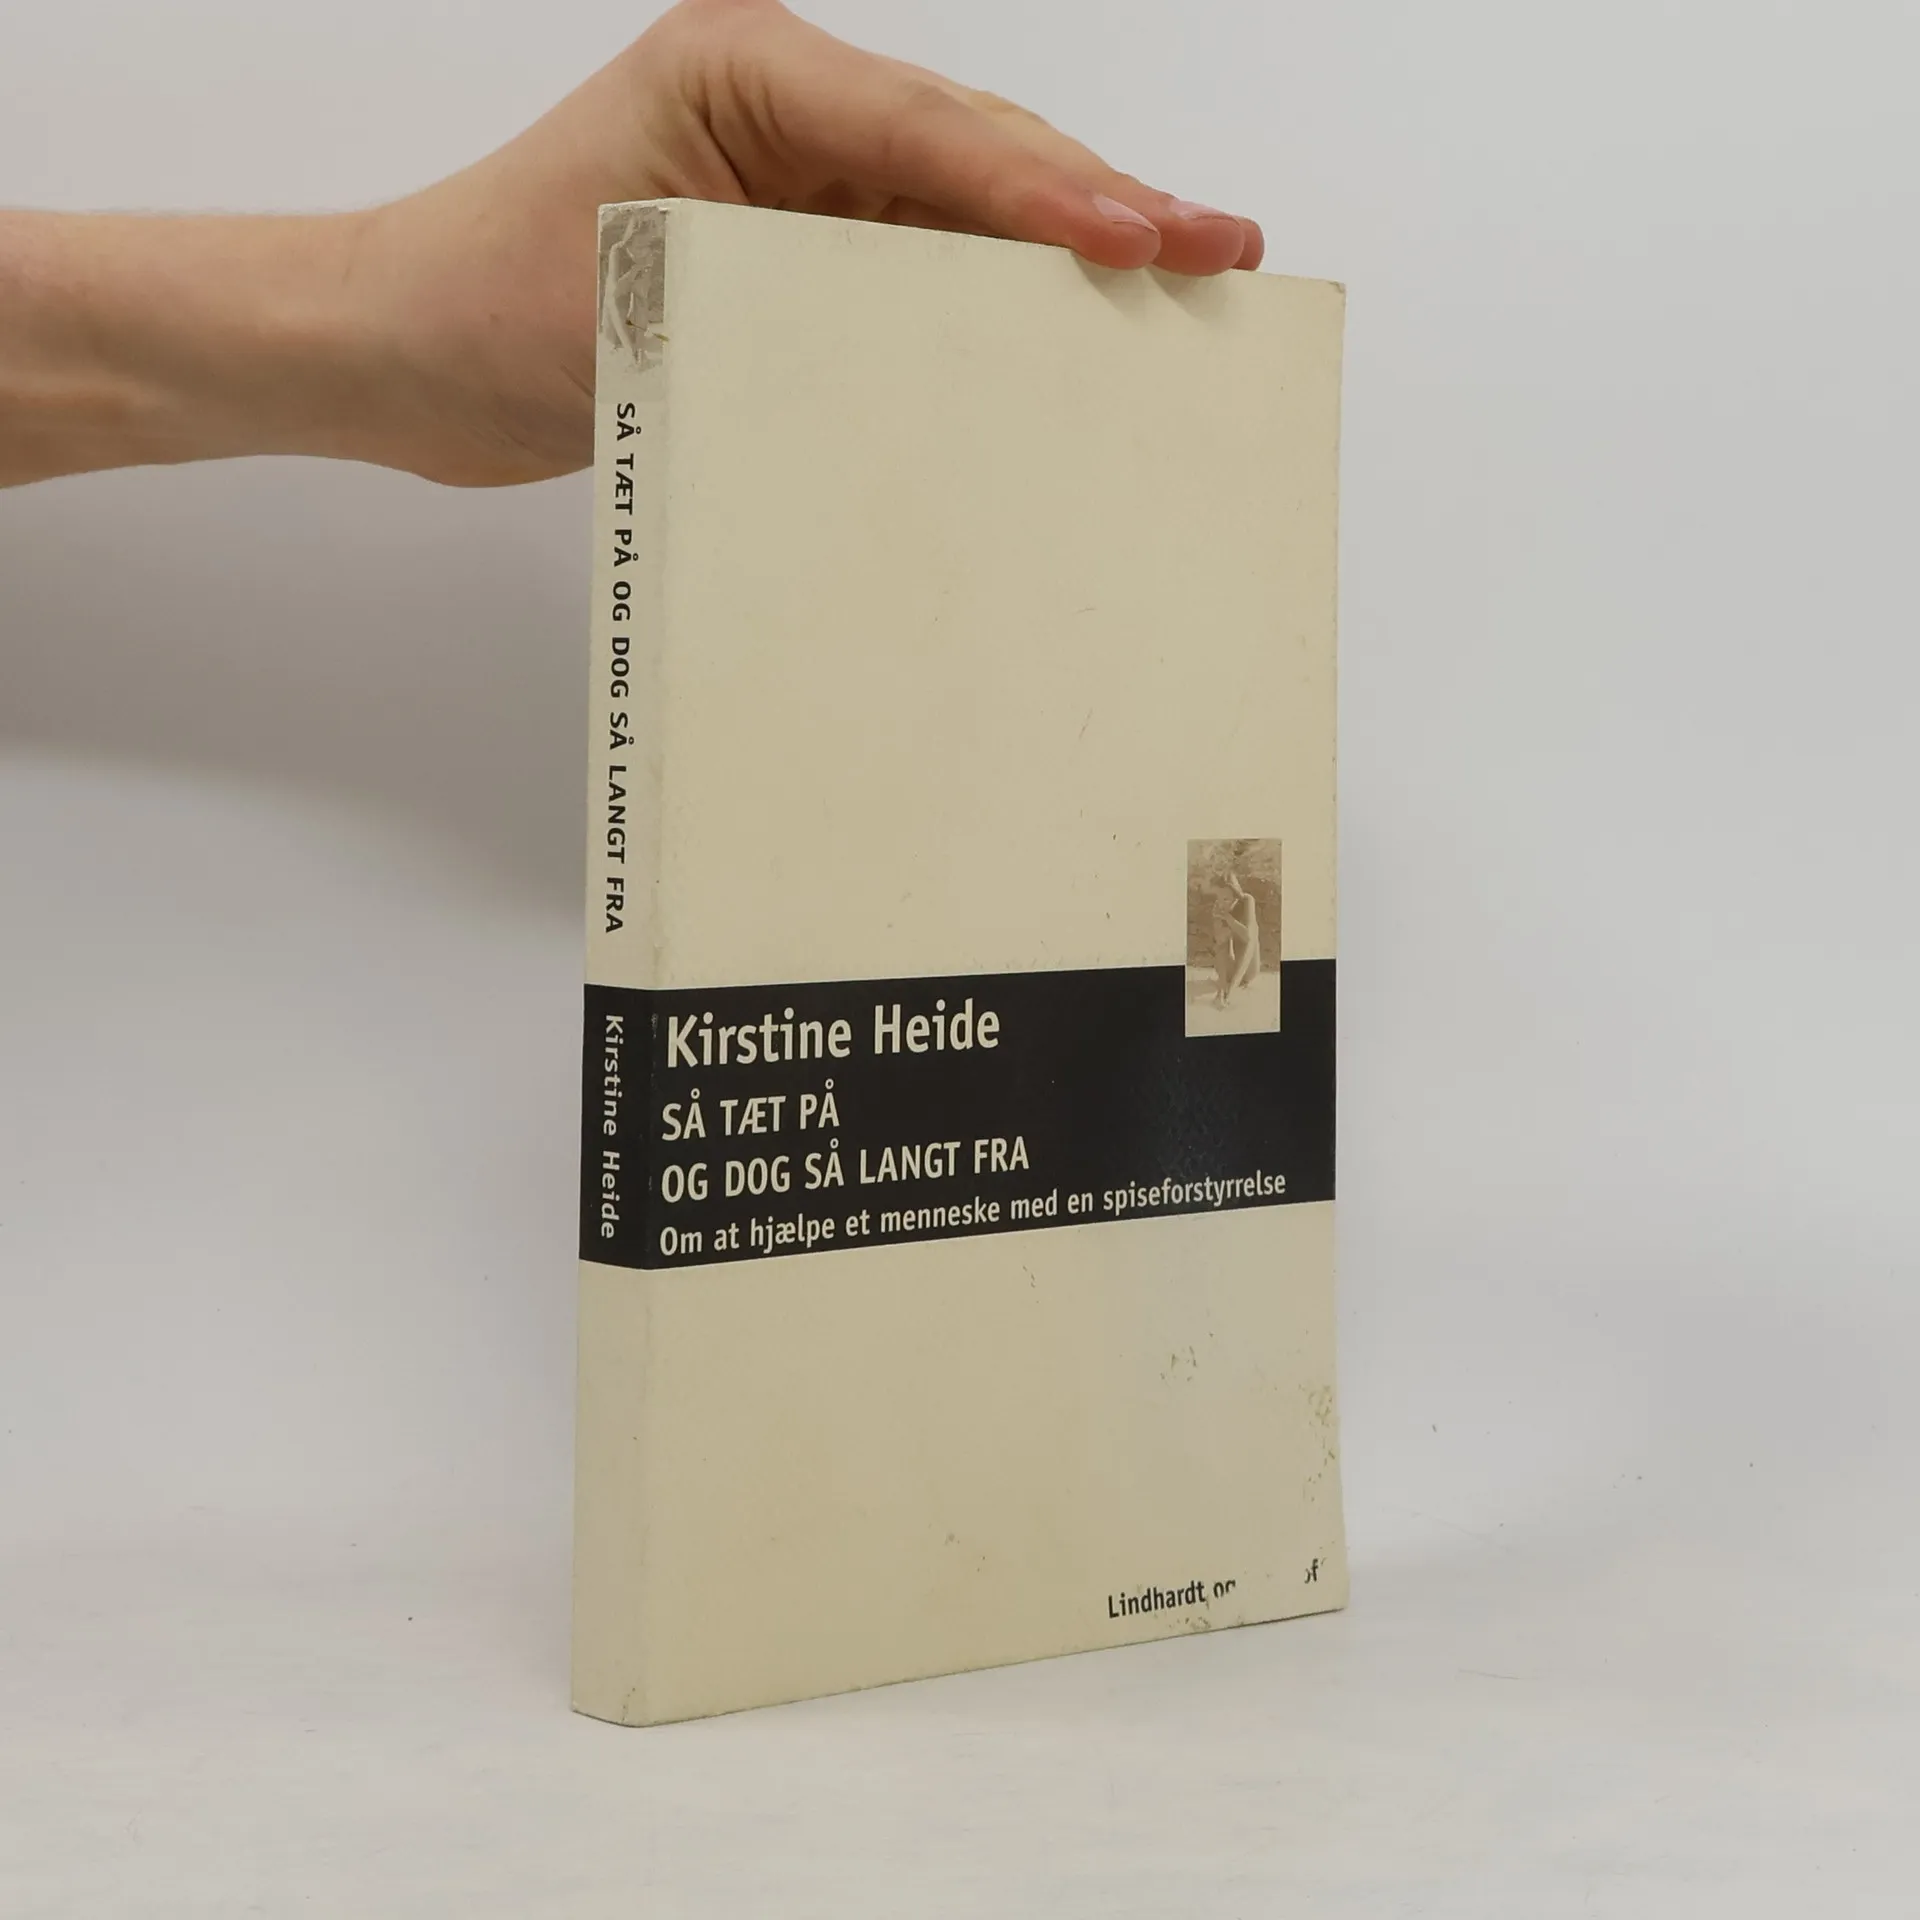 SÅ TÆT PÅ OG DOG SÅ LANGT FRA
Kirstine Heide
Kirstine Heide
SÅ TÆT PÅ
OG DOG SÅ LANGT FRA
Om at hjælpe et menneske med en spiseforstyrrelse
Lindhardt og